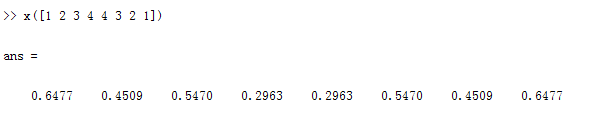 >> x([1 2 3 4 4 3 2 1])
ans =
0.6477 0.4509 0.5470 0.2963 0.2963 0.5470 0.4509 0.6477